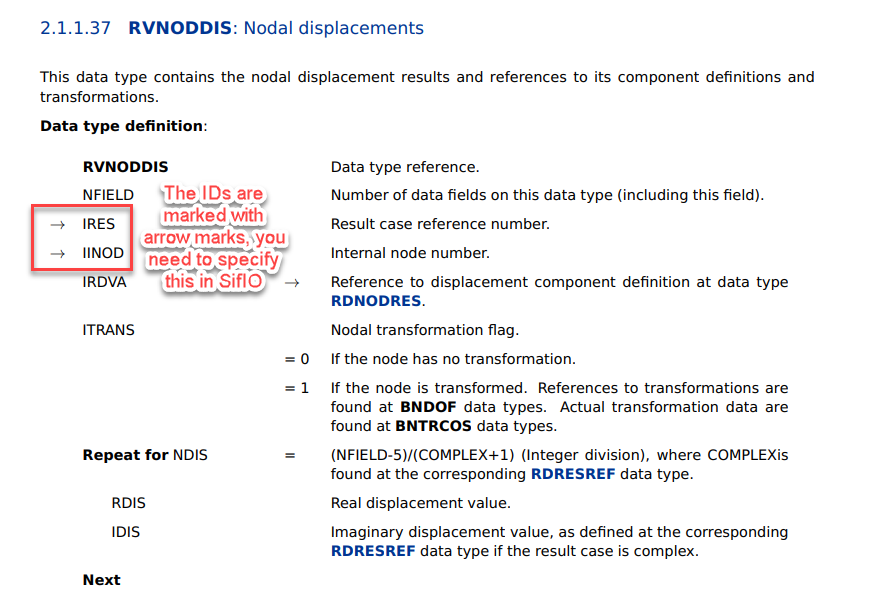 2.1.1.37 RVNODDIS: Nodal displacements
This data type contains the nodal displacement results and references to its component definitions and
transformations.
Data type definition:
RVNODDIS Data type reference.
NFIELD Number of data fields on this data type (including this field).
→ IRES Result case reference number.
→ IINOD Internal node number.
The IDs are
marked with
arrow marks, you
need to specify
this in SifIO
IRDVA → Reference to displacement component definition at data type
RDNODRES.
ITRANS Nodal transformation flag.
= 0 If the node has no transformation.
= 1 If the node is transformed. References to transformations are
found at BNDOF data types. Actual transformation data are
found at BNTRCOS data types.
Repeat for NDIS = (NFIELD-5)/(COMPLEX+1) (Integer division), where COMPLEXis
found at the corresponding RDRESREF data type.
RDIS Real displacement value.
IDIS Imaginary displacement value, as defined at the corresponding
RDRESREF data type if the result case is complex.
Next